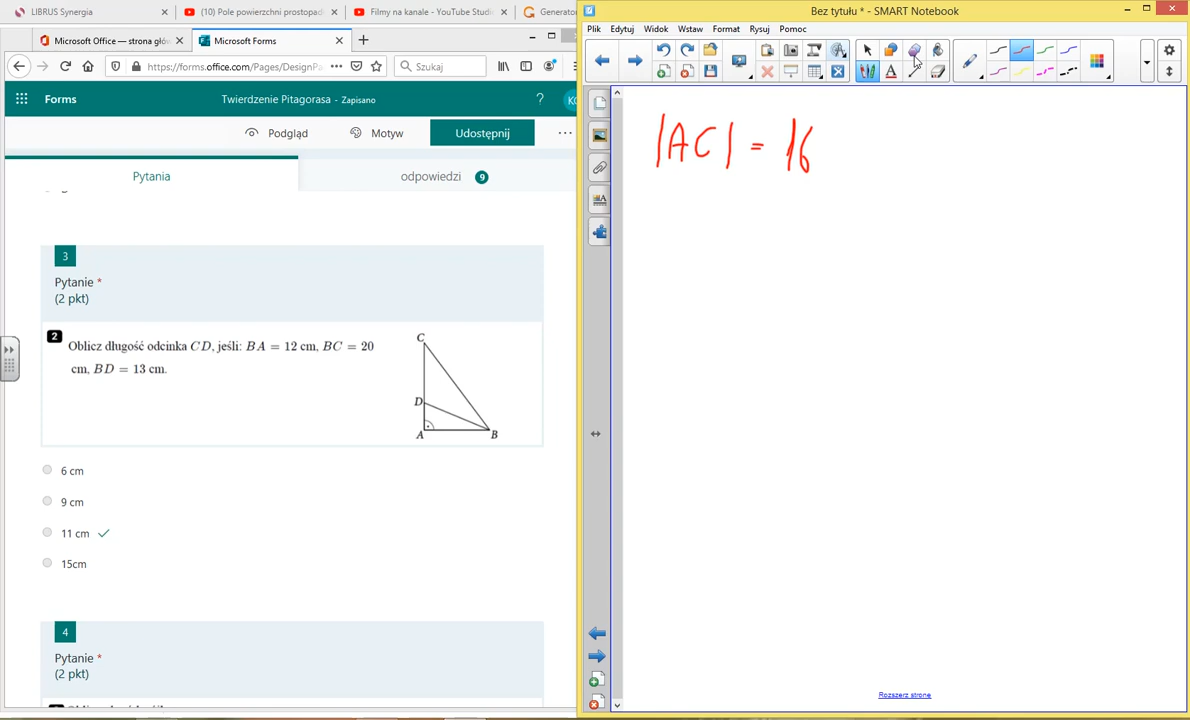 LIBRUS Synergia
(10) Pole powierzchni prostopad
Filmy na kanale - YouTube Studi
Generato
Bez tytułu * - SMART Notebook
Microsoft Office — strona głów
Microsoft Forms
Plik Edytuj Widok Wstaw Format Rysuj Pomoc
https://forms.office.com/Pages/DesignPa
Szukaj
Forms
Twierdzenie Pitagorasa - Zapisano
?
Podgląd
Motyw
Udostępnij
|AC| = 16
Pytania
odpowiedzi 9
3
Pytanie *
(2 pkt)
2
Oblicz długość odcinka CD, jeśli: BA = 12 cm, BC = 20
cm, BD = 13 cm.
C
D
A
B
6 cm
9 cm
11 cm
15cm
4
Pytanie *
(2 pkt)
Rozszerz stronę